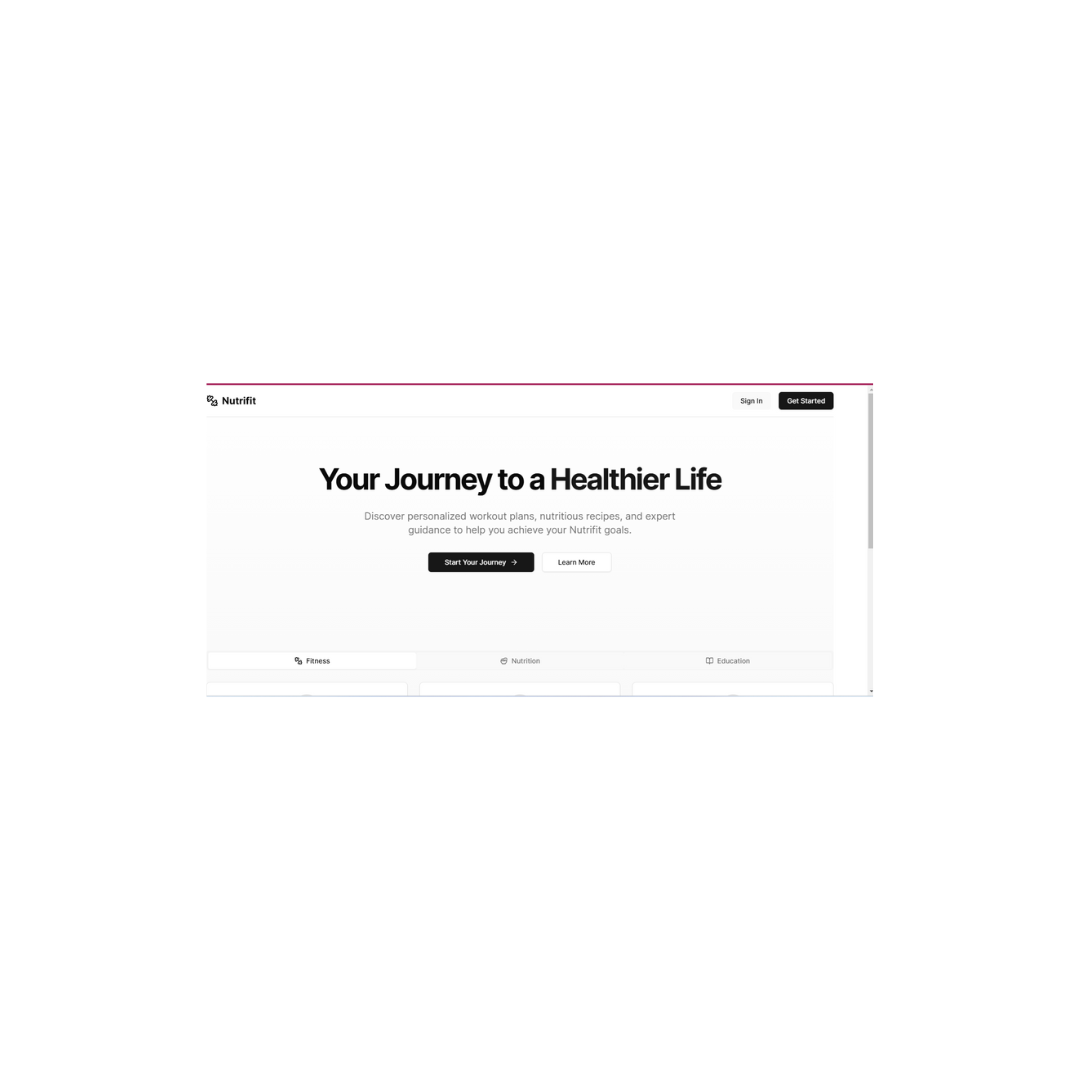 Nutrifit
Sign In
Get Started
Your Journey to a Healthier Life
Discover personalized workout plans, nutritious recipes, and expert
guidance to help you achieve your Nutrifit goals.
Start Your Journey →
Learn More
Fitness
Nutrition
Education